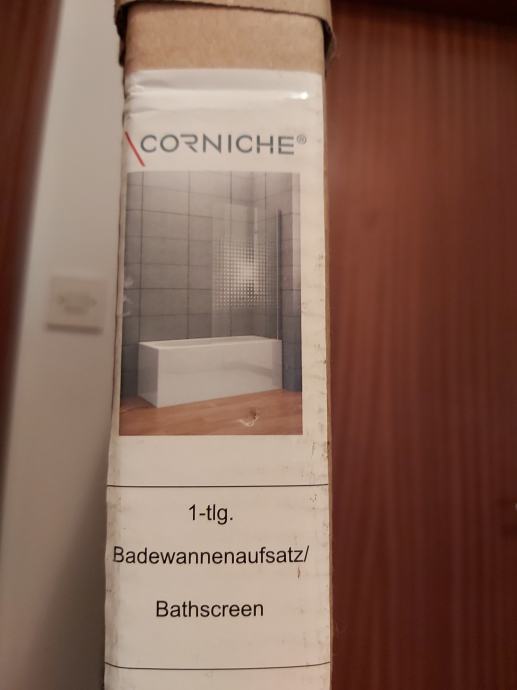 CORNICHE®
1-tlg.
Badewannenaufsatz/
Bathscreen